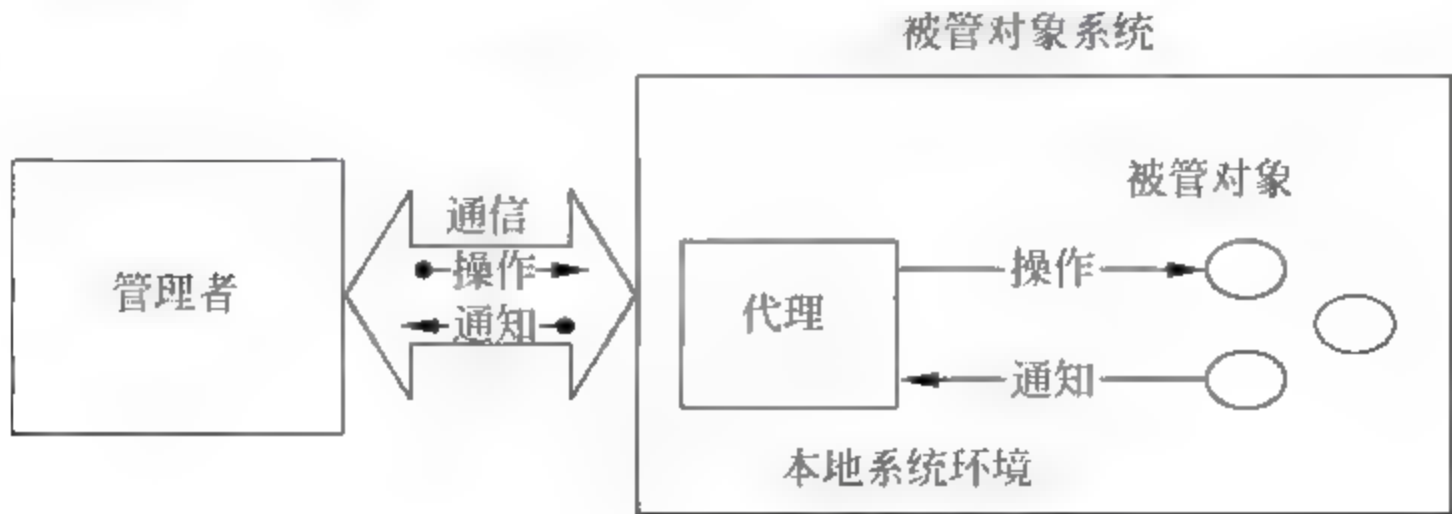 被管对象系统
被管对象
通信
管理者
操作
通知
代理
操作
通知
本地系统环境